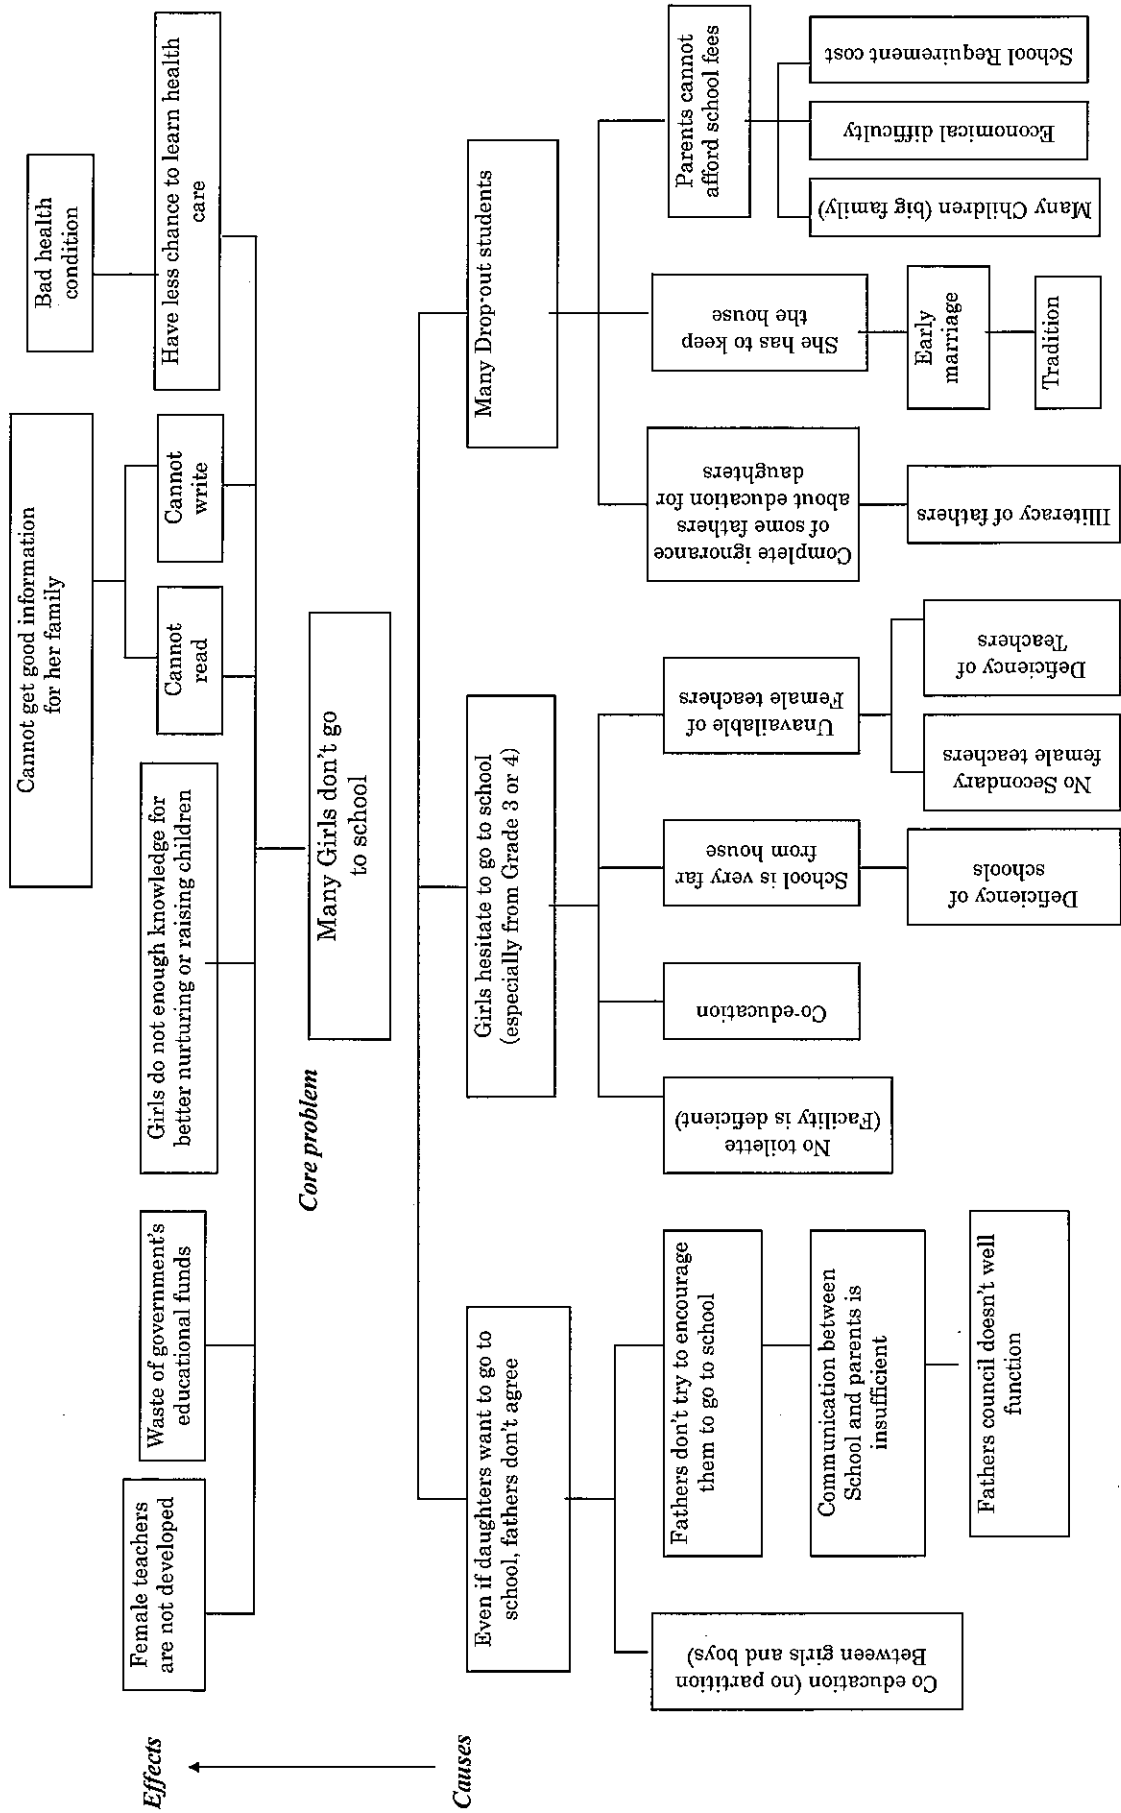 Effects
Causes
Cannot get good information
for her family
Bad health
condition
Female teachers
are not developed
Waste of government's
educational funds
Girls do not enough knowledge for
better nurturing or raising children
Cannot
read
Cannot
write
Have less chance to learn health
care
Core problem
Many Girls don't go
to school
Even if daughters want to go to
school, fathers don't agree
Girls hesitate to go to school
(especially from Grade 3 or 4)
Many Drop-out students
Co education (no partition
Between girls and boys)
Fathers don't try to encourage
them to go to school
Communication between
School and parents is
insufficient
Fathers council doesn't well
function
No toilette
(Facility is deficient)
Co-education
School is very far
from house
Deficiency of
schools
Unavailable of
Female teachers
No Secondary
female teachers
Deficiency of
Teachers
Complete ignorance
of some fathers
about education for
daughters
Illiteracy of fathers
She has to keep
the house
Early
marriage
Tradition
Parents cannot
afford school fees
Many Children (big family)
Economical difficulty
School Requirement cost